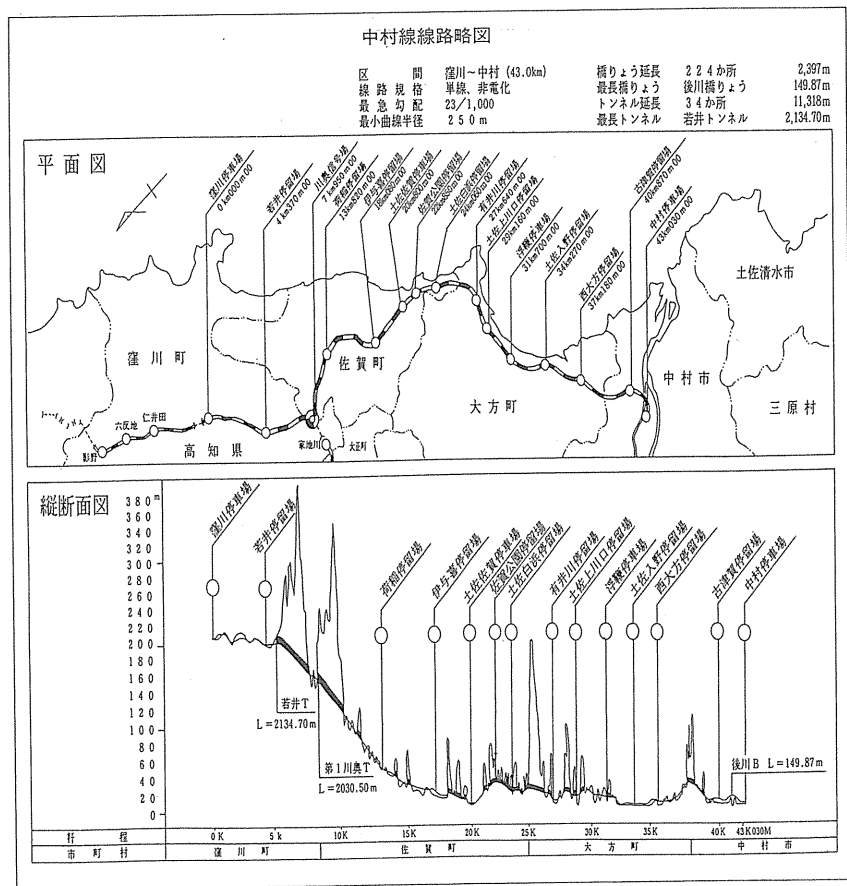 中村線線路略図
区間 窪川~中村 (43.0km) 橋りょう延長 224か所 2,397m
線路規格 単線、非電化 最長橋りょう 後川橋りょう 149.87m
最急勾配 23/1,000 トンネル延長 34か所 11,318m
最小曲線半径 250m 最長トンネル 若井トンネル 2,134.70m
平面図
窪川停車場
0km000m00
若井停留場
4km370m00
川奥信号場
7km950m00
荷稲停留場
13km820m00
伊与喜停留場
土佐佐賀停車場
佐賀公園停留場
土佐白浜停留場
24km060m00
有井川停留場
27km640m00
土佐上川口停留場
29km160m00
浮鞭停車場
31km700m00
土佐入野停留場
34km270m00
西大方停留場
37km180m00
古津賀停留場
40km870m00
中村停車場
43km030m00
土佐清水市
窪川町
佐賀町
大方町
中村市
三原村
影野
六反地
仁井田
高知県
家地川
大正町
縦断面図
380m
360
340
300
280
260
240
220
200
180
160
140
120
100
80
60
40
20
0
窪川停車場
若井停留場
荷稲停留場
伊与喜停留場
土佐佐賀停車場
佐賀公園停留場
土佐白浜停留場
有井川停留場
土佐上川口停留場
浮鞭停車場
土佐入野停留場
西大方停留場
古津賀停留場
中村停車場
若井T
L=2134.70m
第1川奥T
L=2030.50m
後川B L=149.87m
粁程 0K 5k 10K 15K 20K 25K 30K 35K 40K 43K030M
市町村 窪川町 佐賀町 大方町 中村市